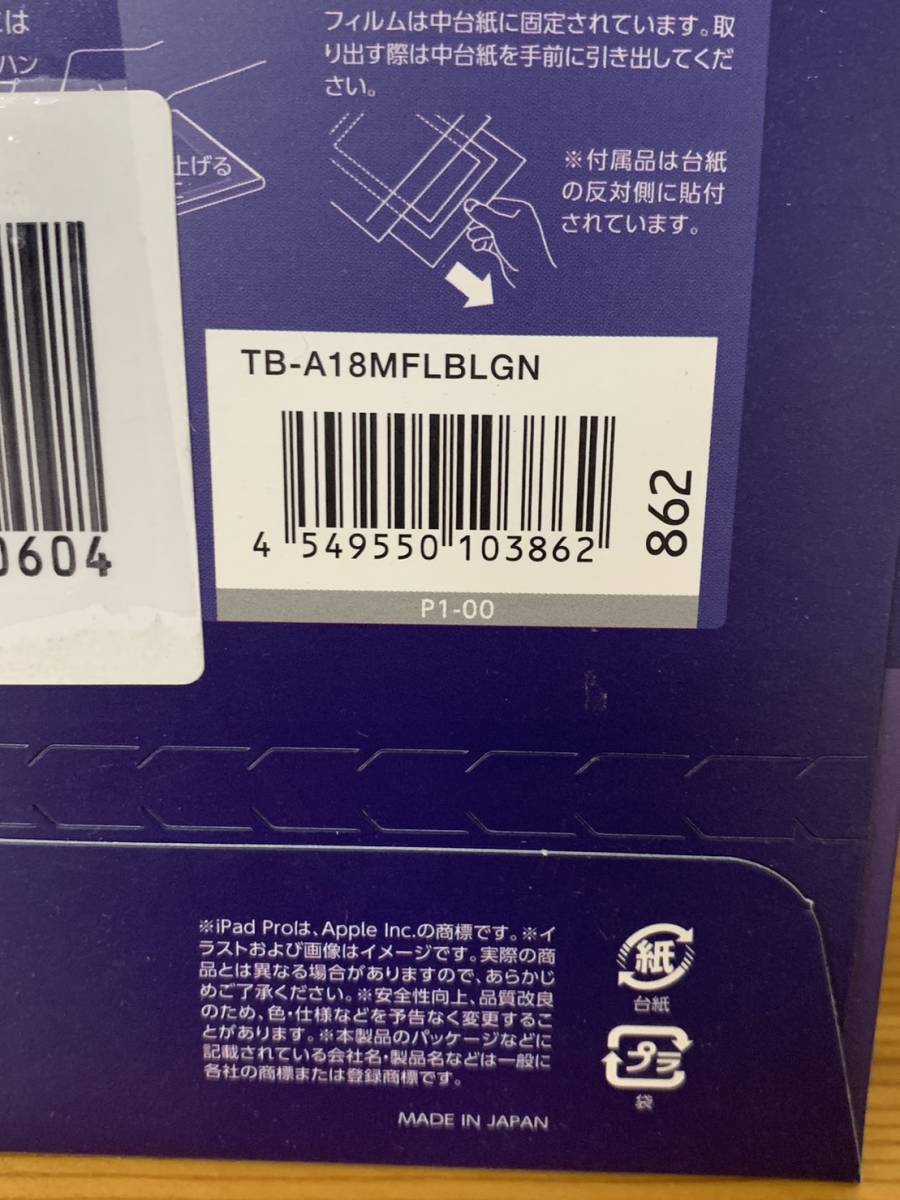 には
ハン
プ
上げる
フィルムは中台紙に固定されています。取
り出す際は中台紙を手前に引き出してくだ
さい。
※付属品は台紙
の反対側に貼付
されています。
0604
TB-A18MFLBLGN
4 549550 103862
862
P1-00
※iPad Proは、Apple Inc.の商標です。※イ
ラストおよび画像はイメージです。実際の商
品とは異なる場合がありますので、あらかじ
めご了承ください。※安全性向上、品質改良
のため、色・仕様などを予告なく変更するこ
とがあります。※本製品のパッケージなどに
記載されている会社名・製品名などは一般に
各社の商標または登録商標です。
MADE IN JAPAN
紙
台紙
プラ
袋